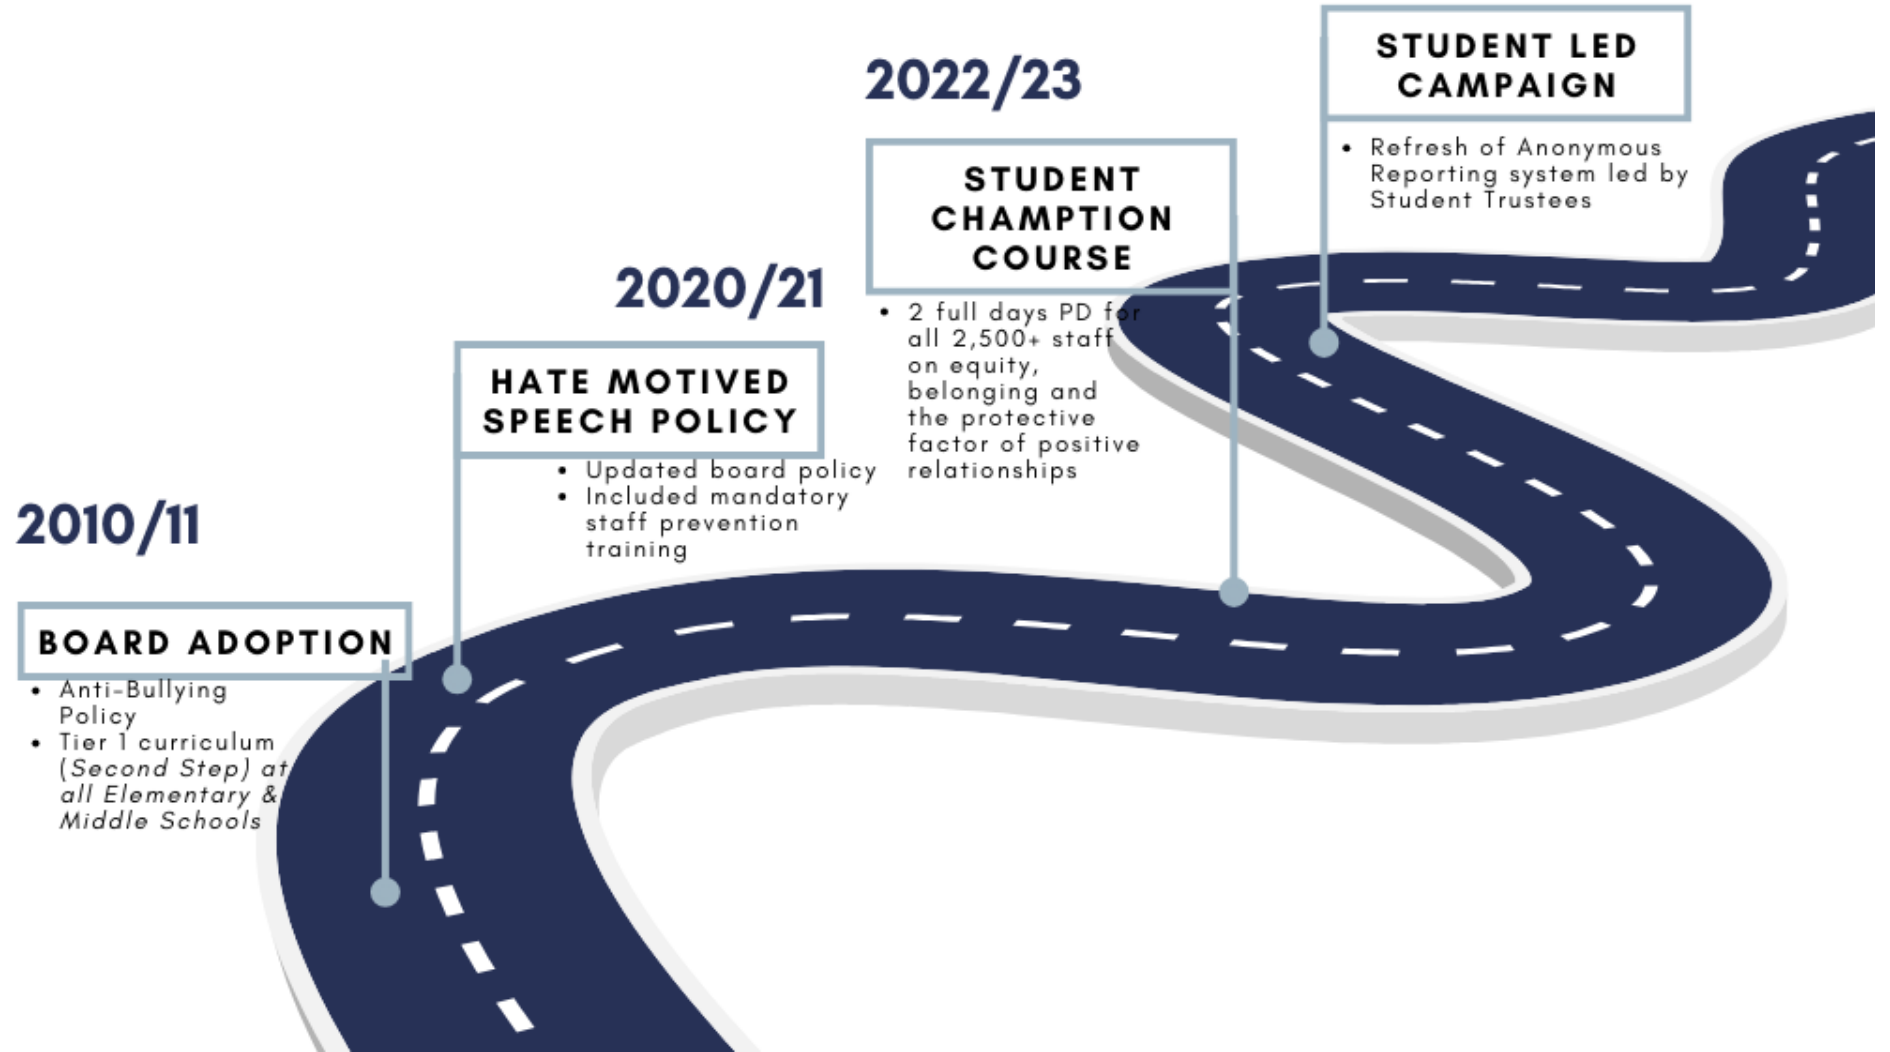 2010/11
BOARD ADOPTION
• Anti-Bullying
Policy
• Tier 1 curriculum
(Second Step) at
all Elementary &
Middle Schools
2020/21
HATE MOTIVED
SPEECH POLICY
• Updated board policy
• Included mandatory
staff prevention
training
2022/23
STUDENT
CHAMPTION
COURSE
• 2 full days PD for
all 2,500+ staff
on equity,
belonging and
the protective
factor of positive
relationships
STUDENT LED
CAMPAIGN
• Refresh of Anonymous
Reporting system led by
Student Trustees